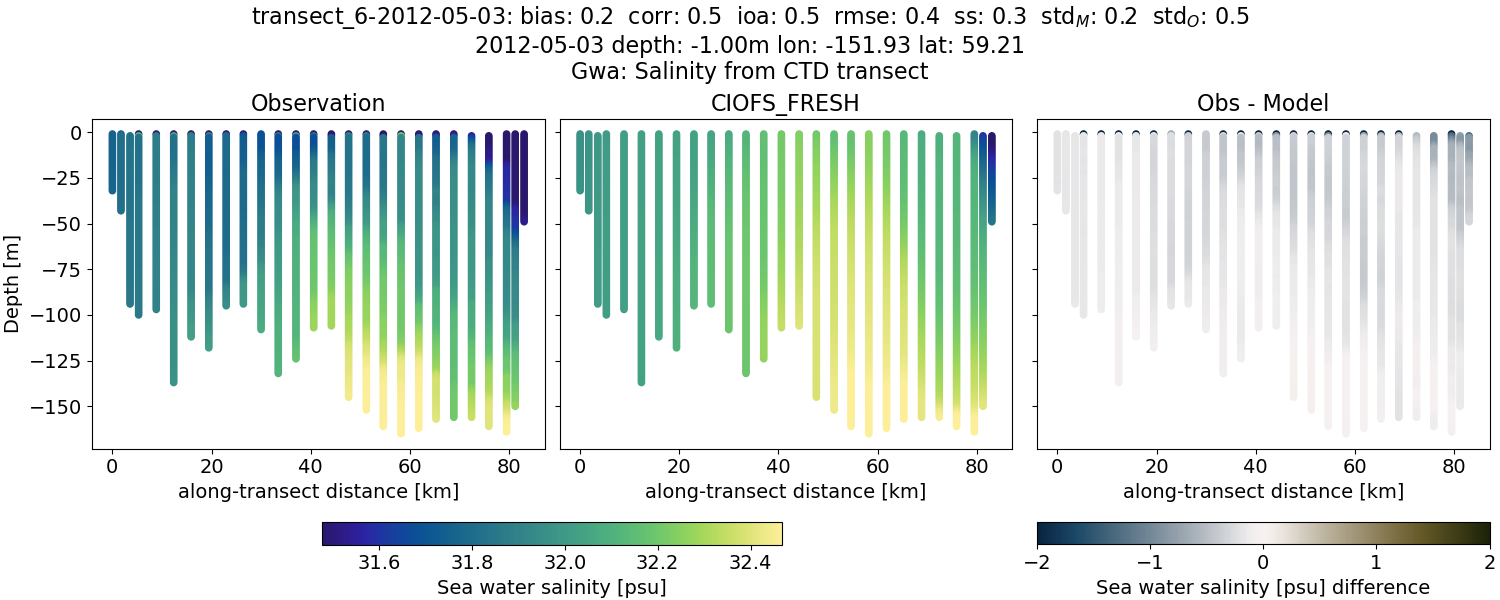 transect_6-2012-05-03: bias: 0.2 corr: 0.5 ioa: 0.5 rmse: 0.4 ss: 0.3 std_M: 0.2 std_O: 0.5
2012-05-03 depth: -1.00m lon: -151.93 lat: 59.21
Gwa: Salinity from CTD transect
Observation
CIOFS_FRESH
Obs - Model
Depth [m]
0
−25
−50
−75
−100
−125
−150
0 20 40 60 80
0 20 40 60 80
0 20 40 60 80
along-transect distance [km]
along-transect distance [km]
along-transect distance [km]
31.6 31.8 32.0 32.2 32.4
Sea water salinity [psu]
−2 −1 0 1 2
Sea water salinity [psu] difference